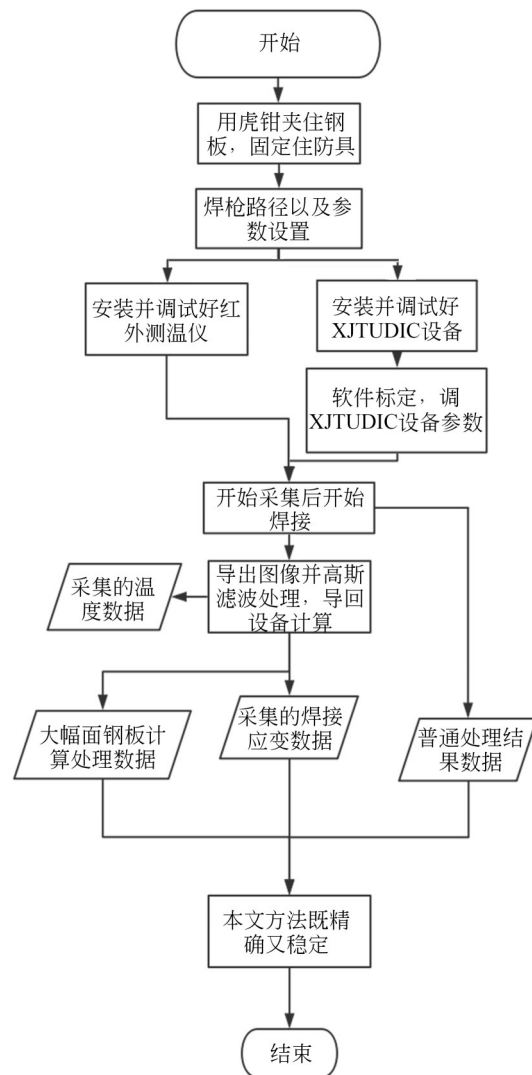 开始
用虎钳夹住钢
板，固定住防具
焊枪路径以及参
数设置
安装并调试好红
外测温仪
安装并调试好
XJTUDIC设备
软件标定，调
XJTUDIC设备参数
开始采集后开始
焊接
导出图像并高斯
滤波处理，导回
设备计算
采集的温
度数据
大幅面钢板计
算处理数据
采集的焊接
应变数据
普通处理结
果数据
本文方法既精
确又稳定
结束